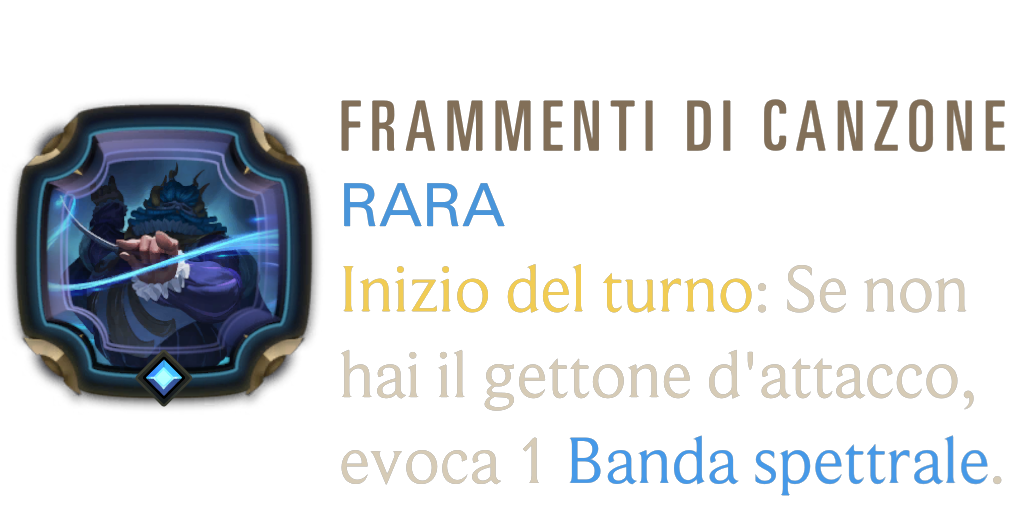 FRAMMENTI DI CANZONE
RARA
Inizio del turno: Se non
hai il gettone d'attacco,
evoca 1 Banda spettrale.